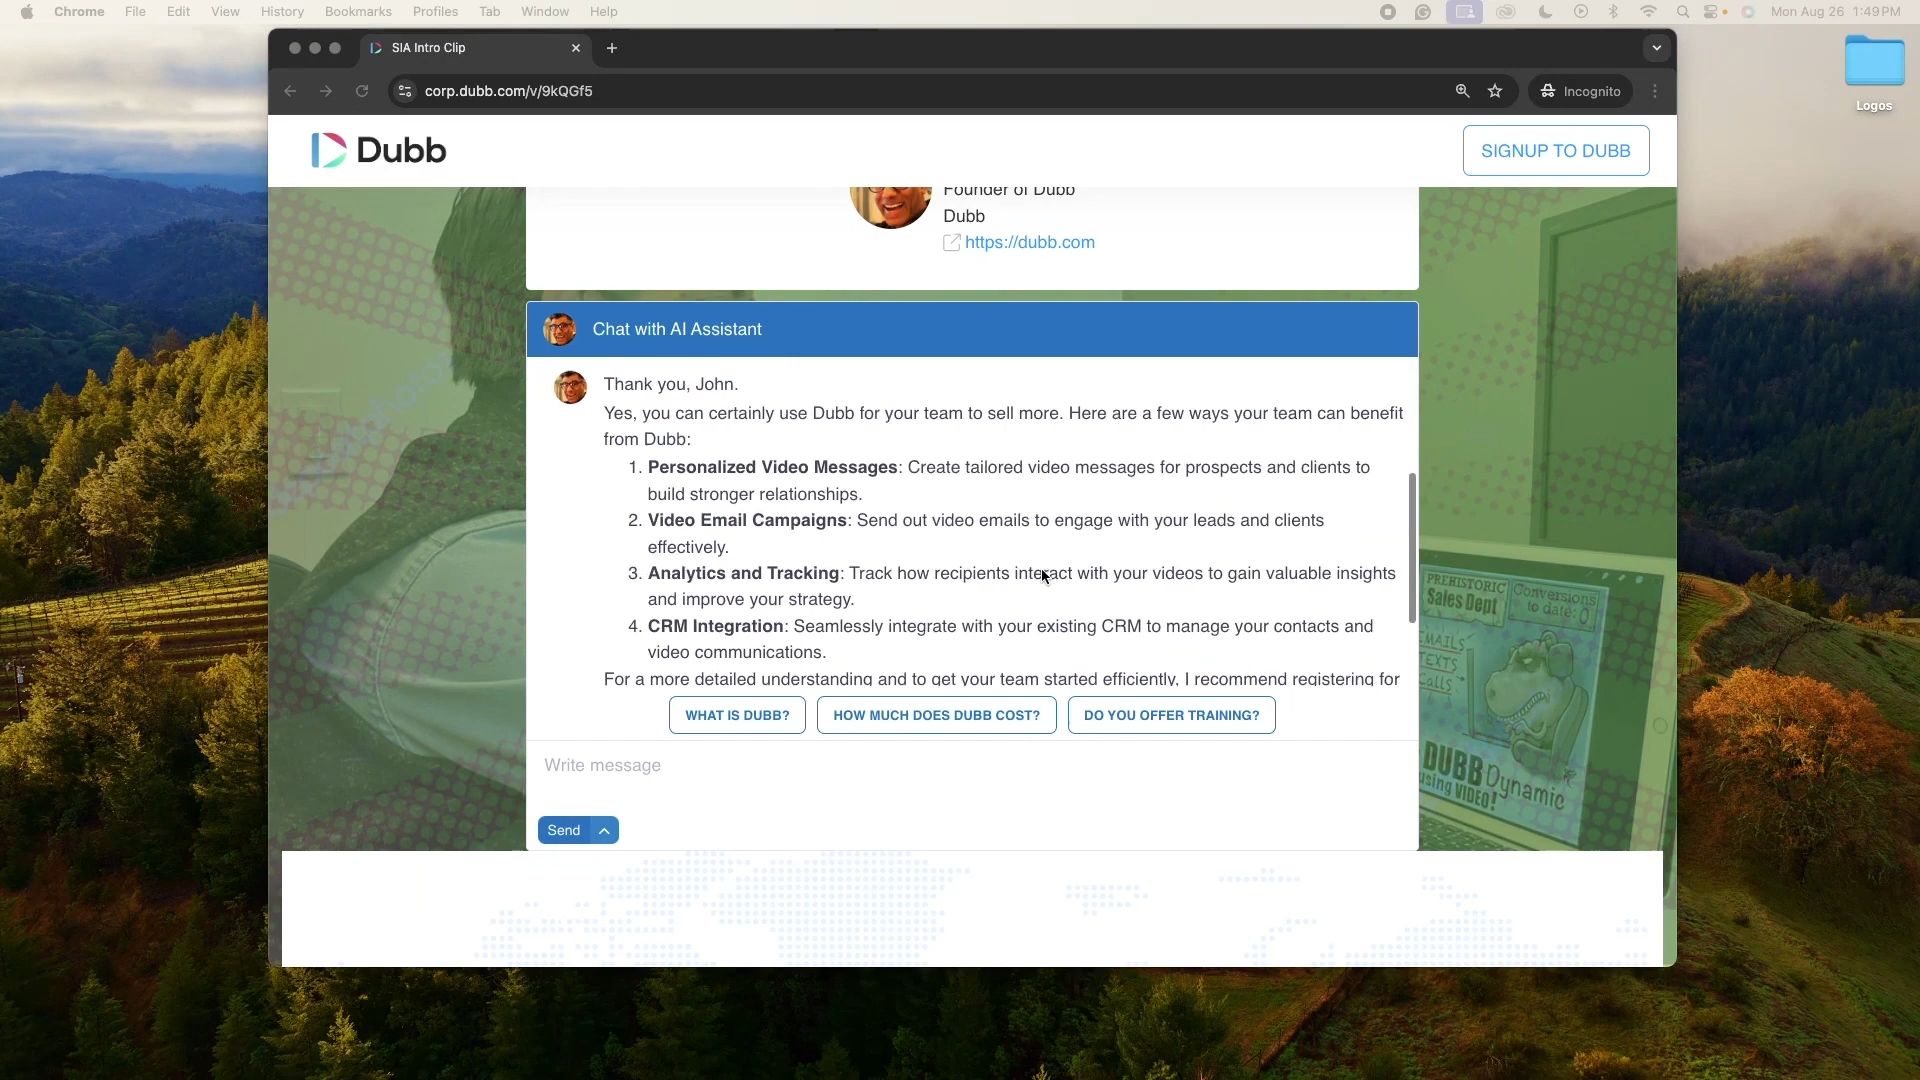 Chrome File Edit View History Bookmarks Profiles Tab Window Help Mon Aug 26 1:49 PM
SIA Intro Clip
corp.dubb.com/v/9kQGf5 Incognito
Logos
Dubb SIGNUP TO DUBB
Founder of Dubb
Dubb
https://dubb.com
Chat with AI Assistant
Thank you, John.
Yes, you can certainly use Dubb for your team to sell more. Here are a few ways your team can benefit
from Dubb:
1. Personalized Video Messages: Create tailored video messages for prospects and clients to
build stronger relationships.
2. Video Email Campaigns: Send out video emails to engage with your leads and clients
effectively.
3. Analytics and Tracking: Track how recipients interact with your videos to gain valuable insights
and improve your strategy.
4. CRM Integration: Seamlessly integrate with your existing CRM to manage your contacts and
video communications.
For a more detailed understanding and to get your team started efficiently, I recommend registering for
WHAT IS DUBB? HOW MUCH DOES DUBB COST? DO YOU OFFER TRAINING?
Write message
Send
PREHISTORIC
Sales Dept
Conversions
to date: 0
EMAILS
TEXTS
CALLS
DUBB Dynamic
using VIDEO!